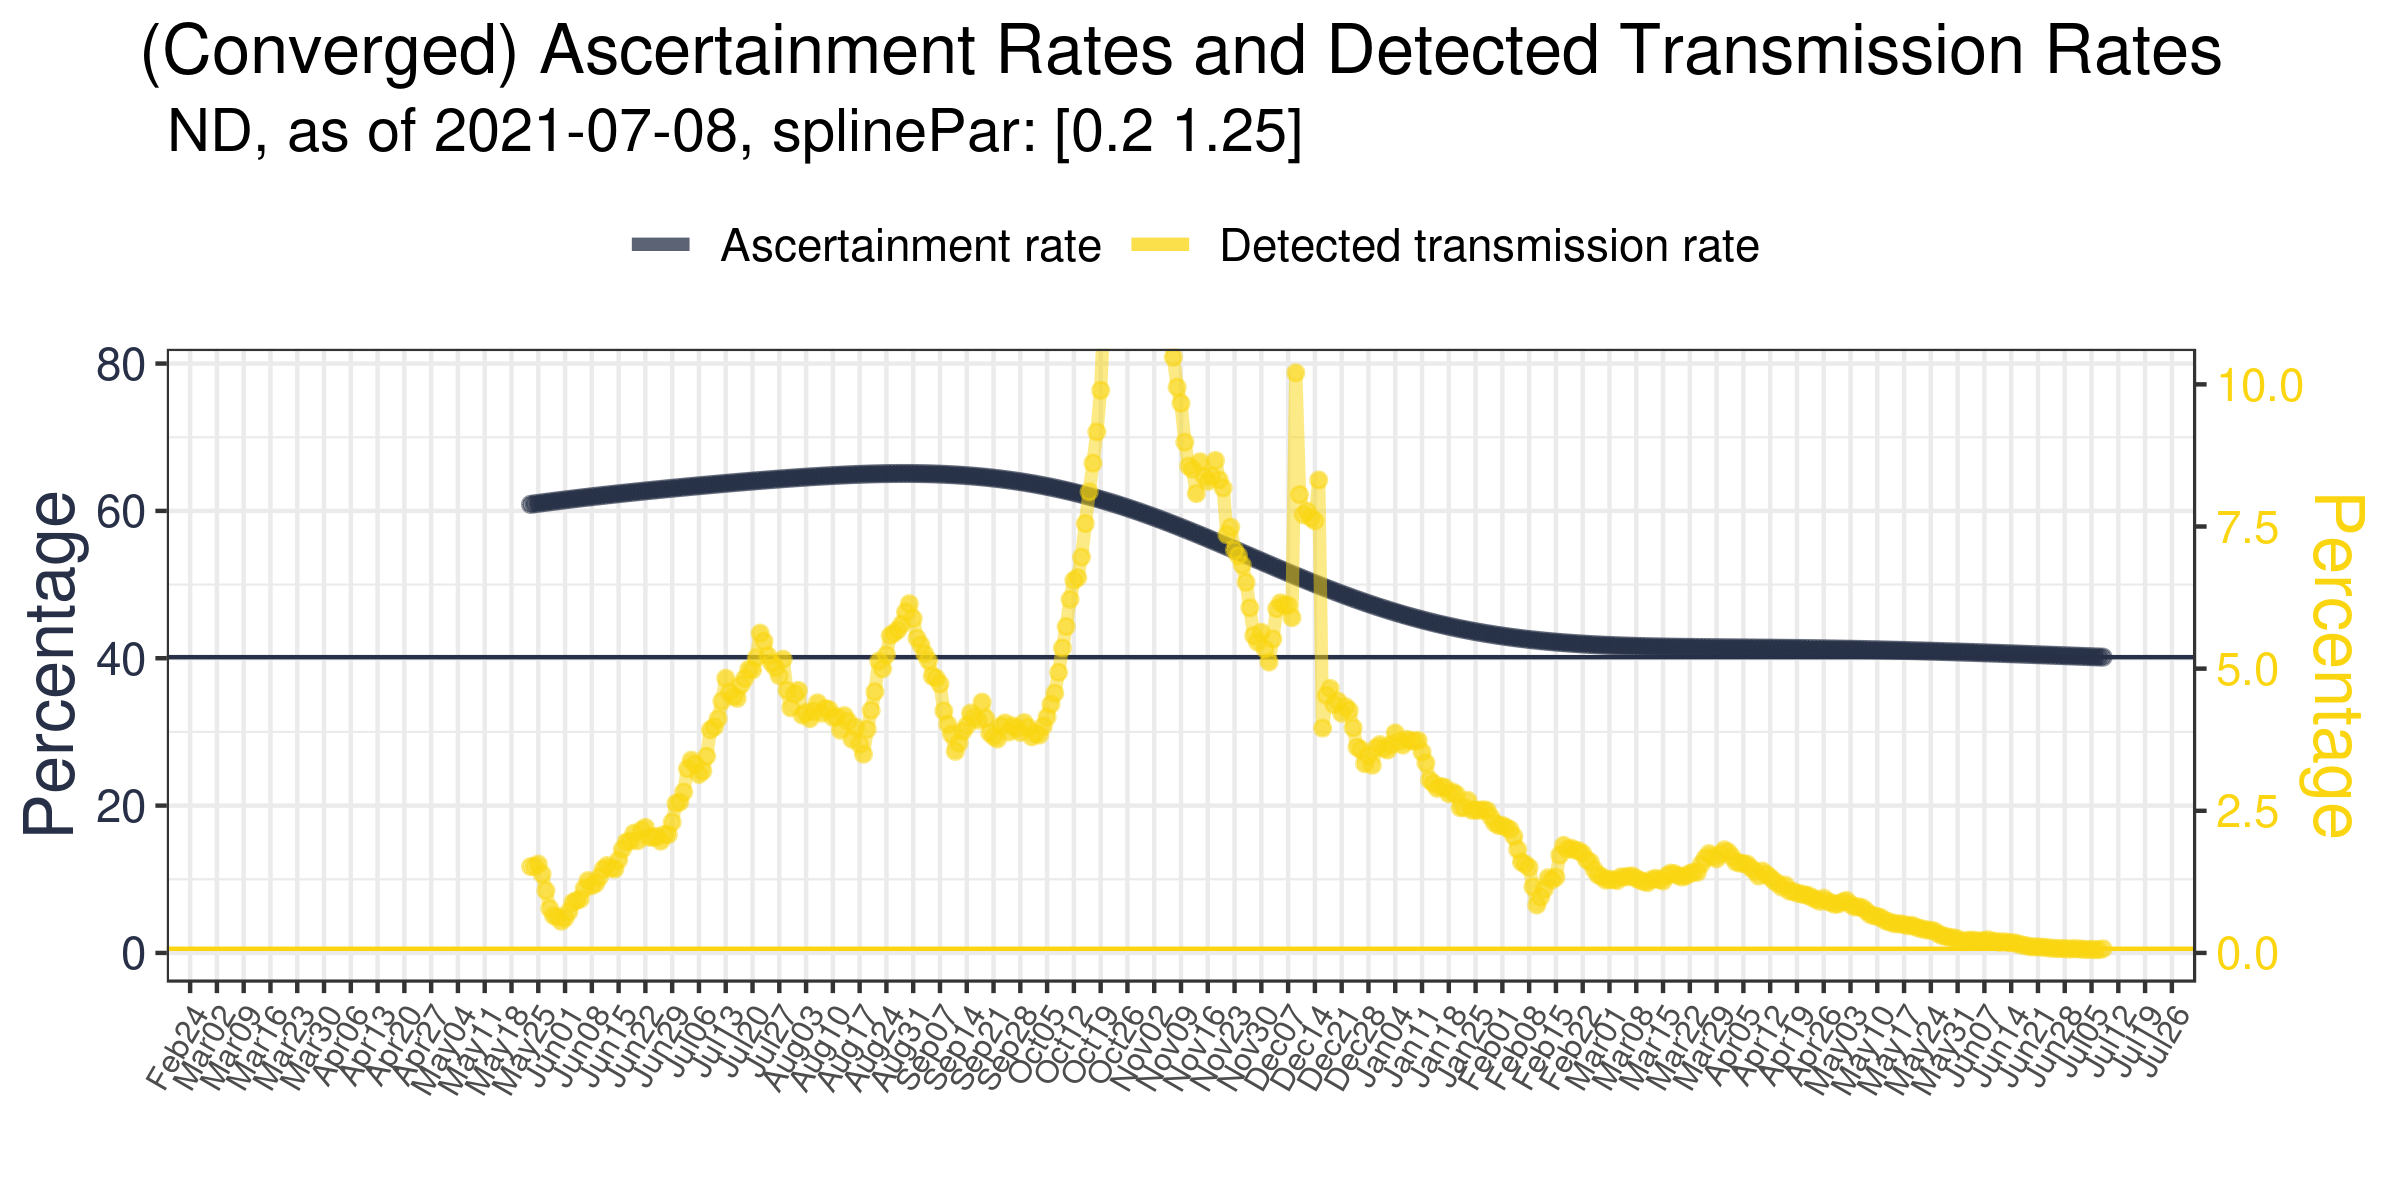 (Converged) Ascertainment Rates and Detected Transmission Rates
ND, as of 2021-07-08, splinePar: [0.2 1.25]
Ascertainment rate
Detected transmission rate
Percentage
80
60
40
20
0
10.0
7.5
5.0
2.5
0.0
Percentage
Feb24
Mar02
Mar09
Mar16
Mar23
Mar30
Apr06
Apr13
Apr20
Apr27
May04
May11
May18
May25
Jun01
Jun08
Jun15
Jun22
Jun29
Jul06
Jul13
Jul20
Jul27
Aug03
Aug10
Aug17
Aug24
Aug31
Sep07
Sep14
Sep21
Sep28
Oct05
Oct12
Oct19
Oct26
Nov02
Nov09
Nov16
Nov23
Nov30
Dec07
Dec14
Dec21
Dec28
Jan04
Jan11
Jan18
Jan25
Feb01
Feb08
Feb15
Feb22
Mar01
Mar08
Mar15
Mar22
Mar29
Apr05
Apr12
Apr19
Apr26
May03
May10
May17
May24
May31
Jun07
Jun14
Jun21
Jun28
Jul05
Jul12
Jul19
Jul26